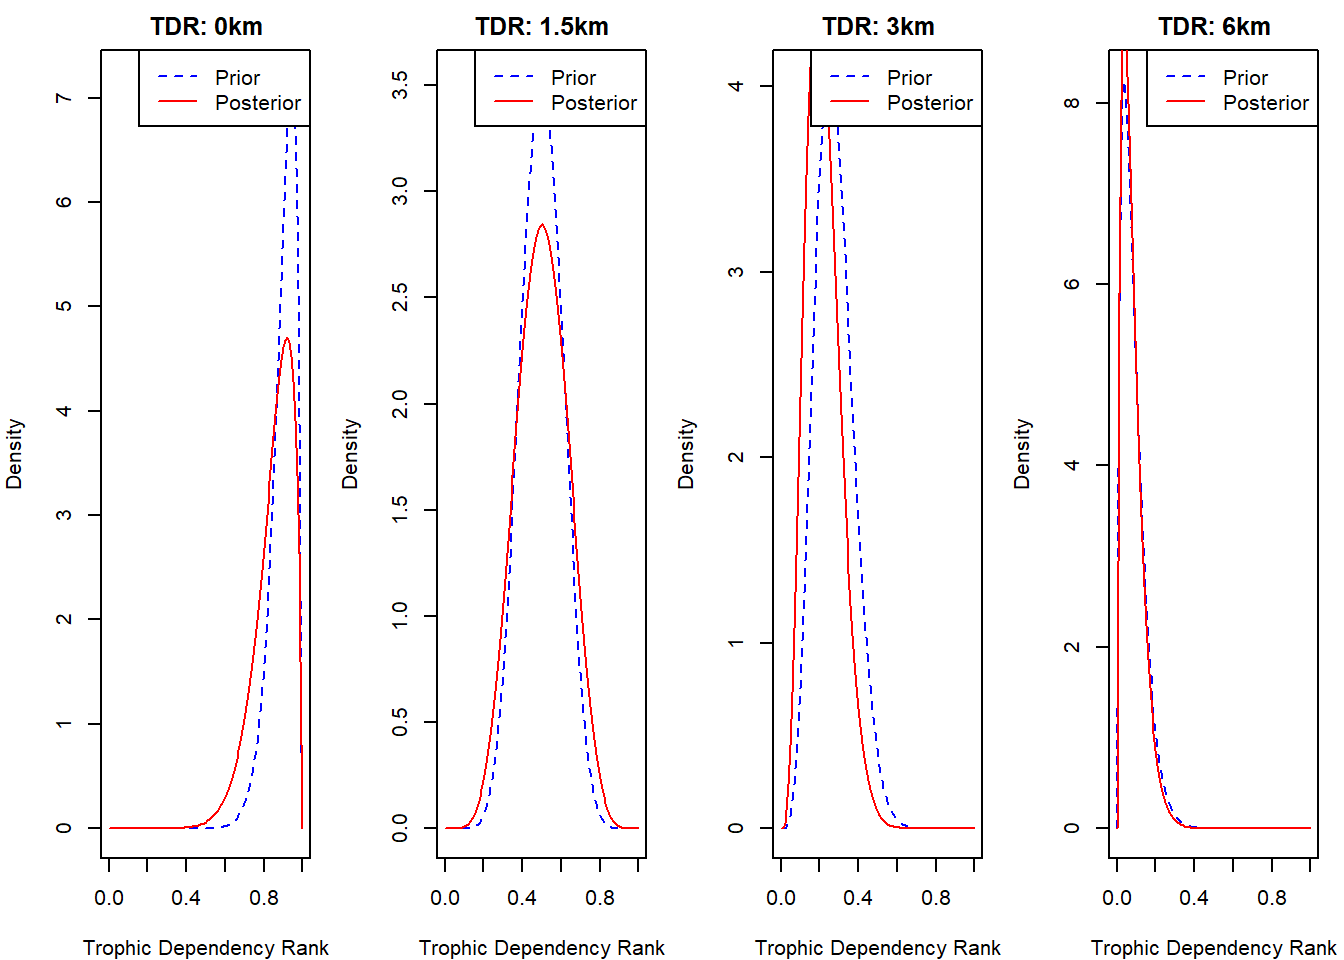 TDR: 0km
Prior
Posterior
Density
7
6
5
4
3
2
1
0
0.0
0.4
0.8
Trophic Dependency Rank
TDR: 1.5km
Prior
Posterior
Density
3.5
3.0
2.5
2.0
1.5
1.0
0.5
0.0
0.0
0.4
0.8
Trophic Dependency Rank
TDR: 3km
Prior
Posterior
Density
4
3
2
1
0
0.0
0.4
0.8
Trophic Dependency Rank
TDR: 6km
Prior
Posterior
Density
8
6
4
2
0
0.0
0.4
0.8
Trophic Dependency Rank